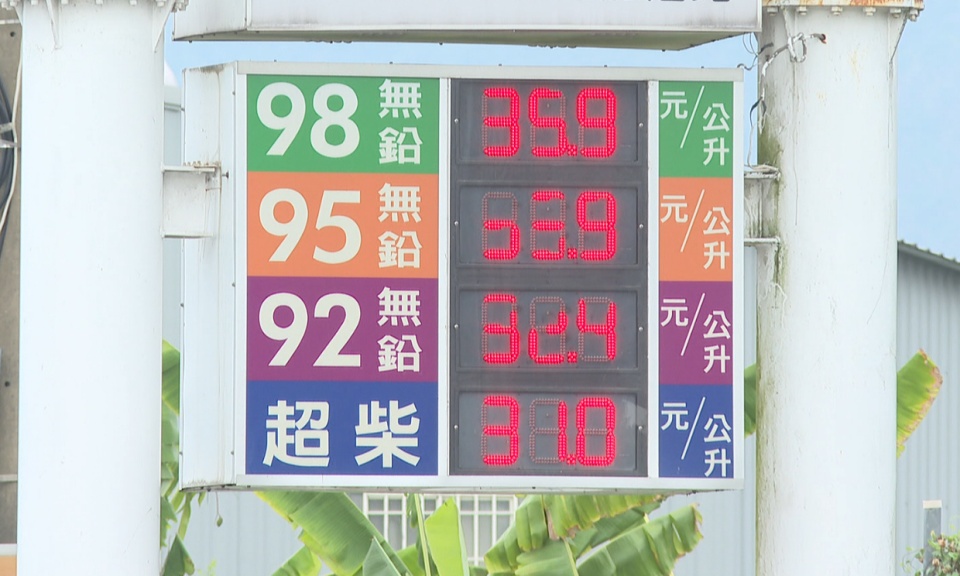 98 無鉛 35.9 元/公升
95 無鉛 33.9 元/公升
92 無鉛 32.4 元/公升
超柴 31.0 元/公升